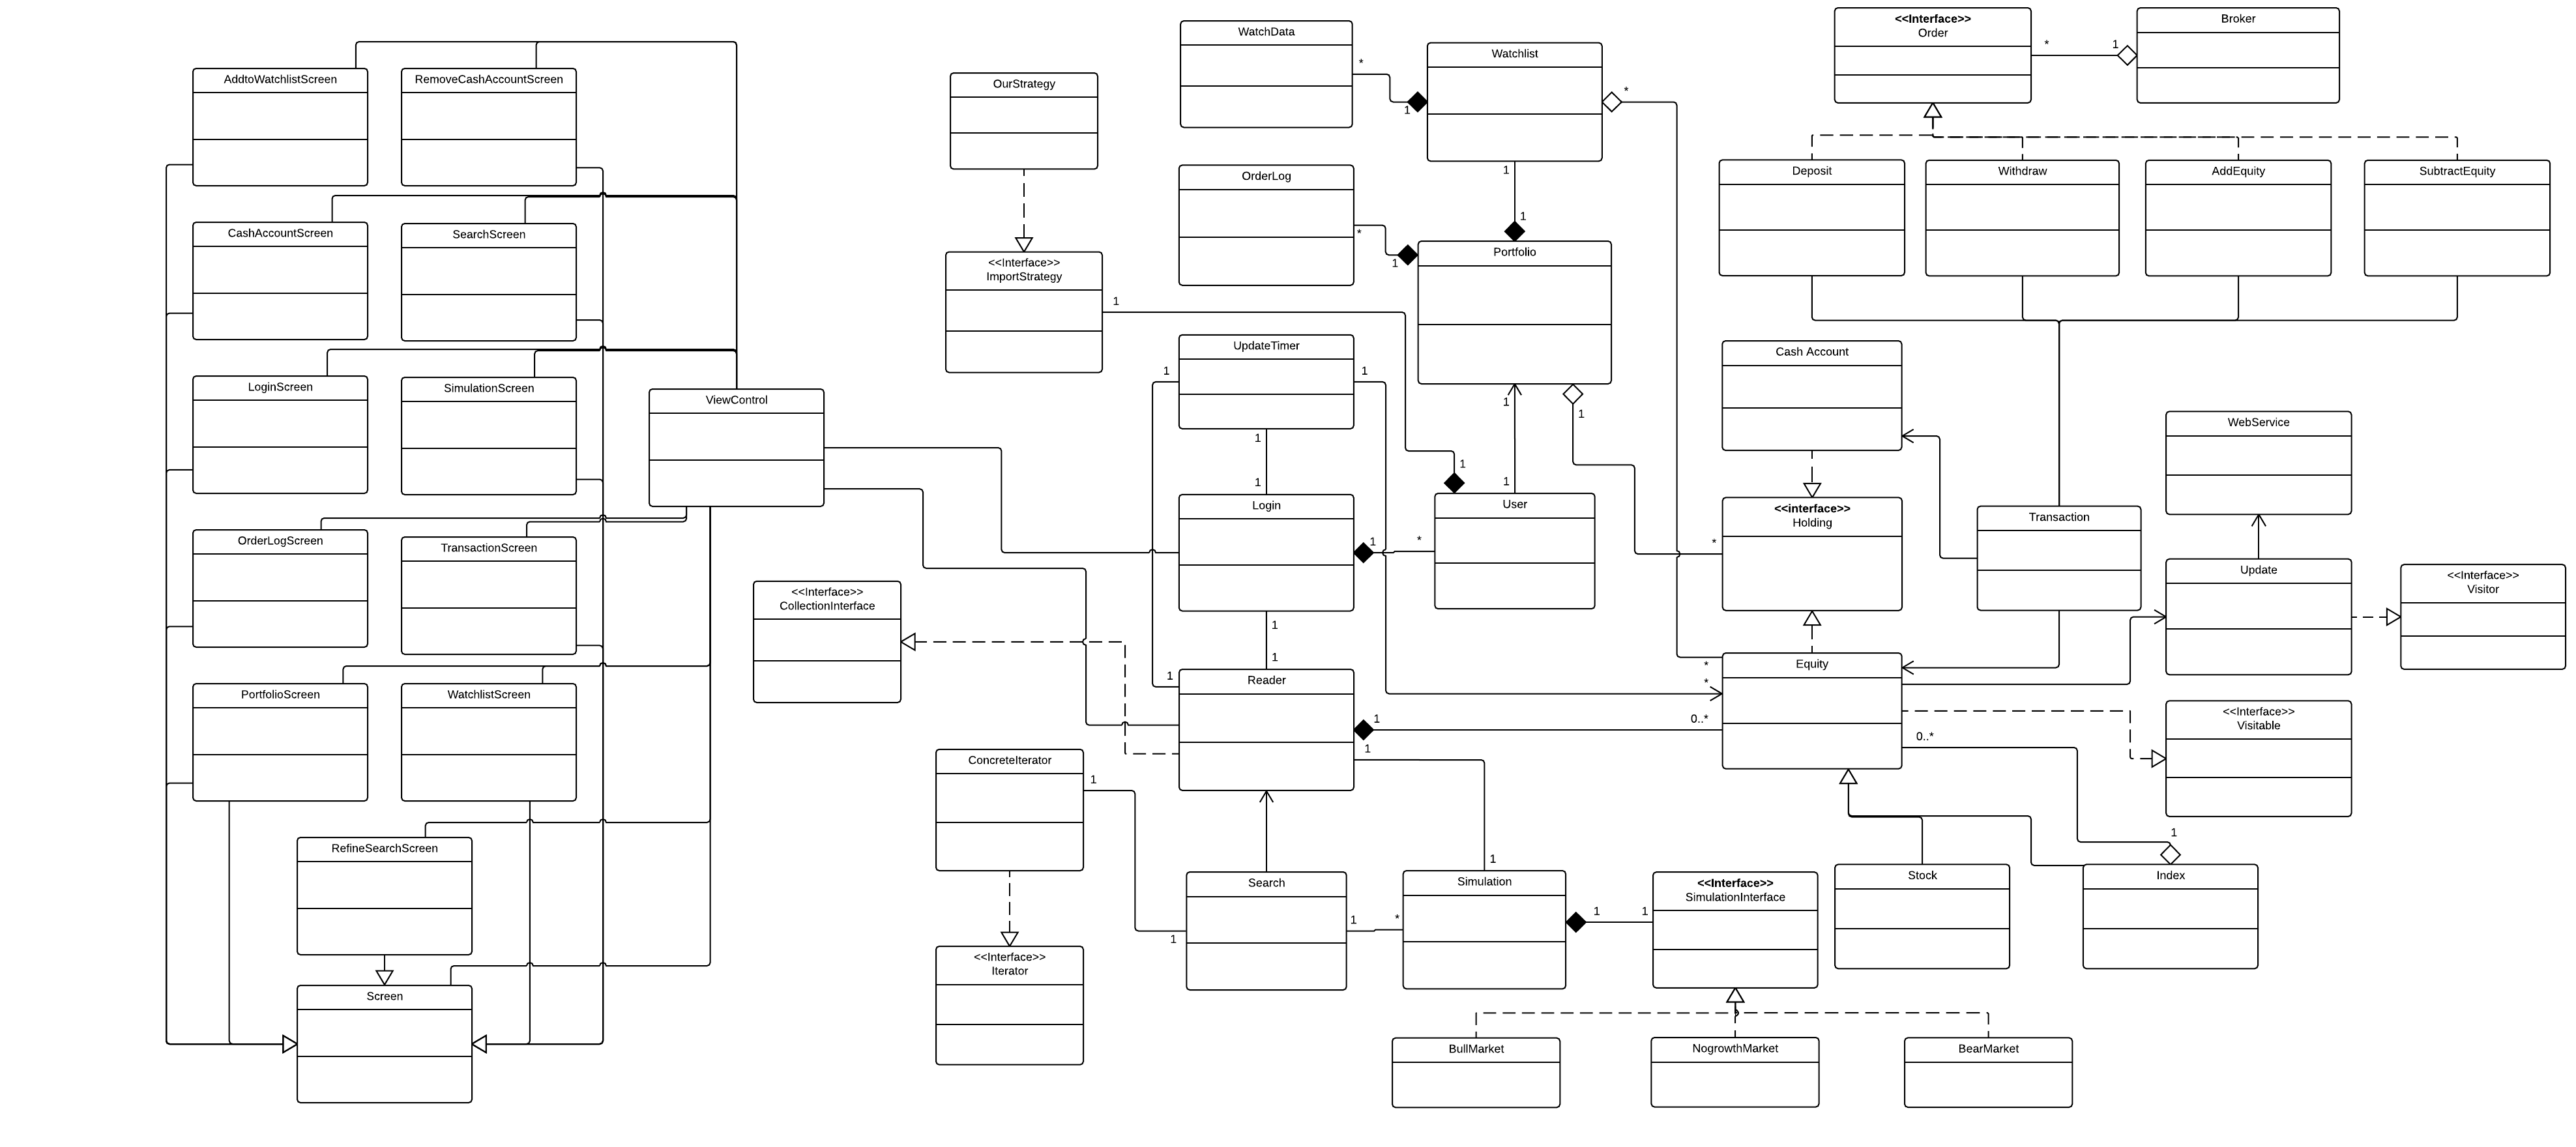 AddtoWatchlistScreen
RemoveCashAccountScreen
CashAccountScreen
SearchScreen
LoginScreen
SimulationScreen
ViewControl
OrderLogScreen
TransactionScreen
PortfolioScreen
WatchlistScreen
RefineSearchScreen
Screen
OurStrategy
<<Interface>>
ImportStrategy
1
<<Interface>>
CollectionInterface
ConcreteIterator
1
<<Interface>>
Iterator
WatchData
*
1
Watchlist
*
1
1
OrderLog
*
1
Portfolio
1
1
UpdateTimer
1
1
1
1
Login
1
*
1
1
User
1
1
Reader
1
1
1
0..*
*
*
Search
1
1
*
Simulation
1
1
1
<<Interface>>
SimulationInterface
BullMarket
NogrowthMarket
BearMarket
<<Interface>>
Order
*
1
Broker
Deposit
Withdraw
AddEquity
SubtractEquity
Cash Account
<<interface>>
Holding
*
Transaction
WebService
Update
<<Interface>>
Visitor
Equity
0..*
<<Interface>>
Visitable
1
Stock
Index